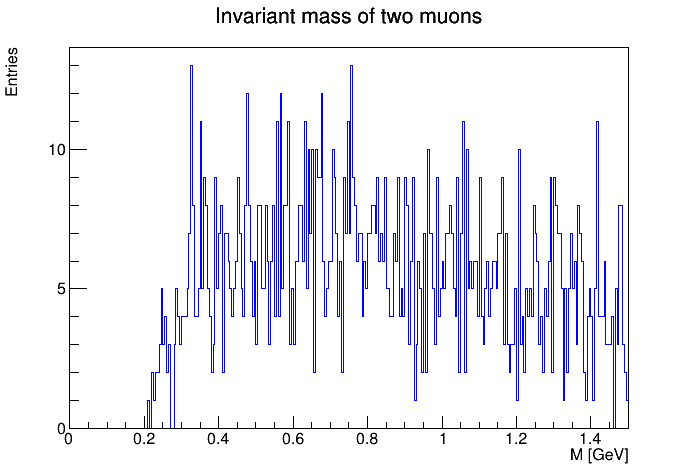 Invariant mass of two muons
Entries
10
5
0
0 0.2 0.4 0.6 0.8 1 1.2 1.4
M [GeV]